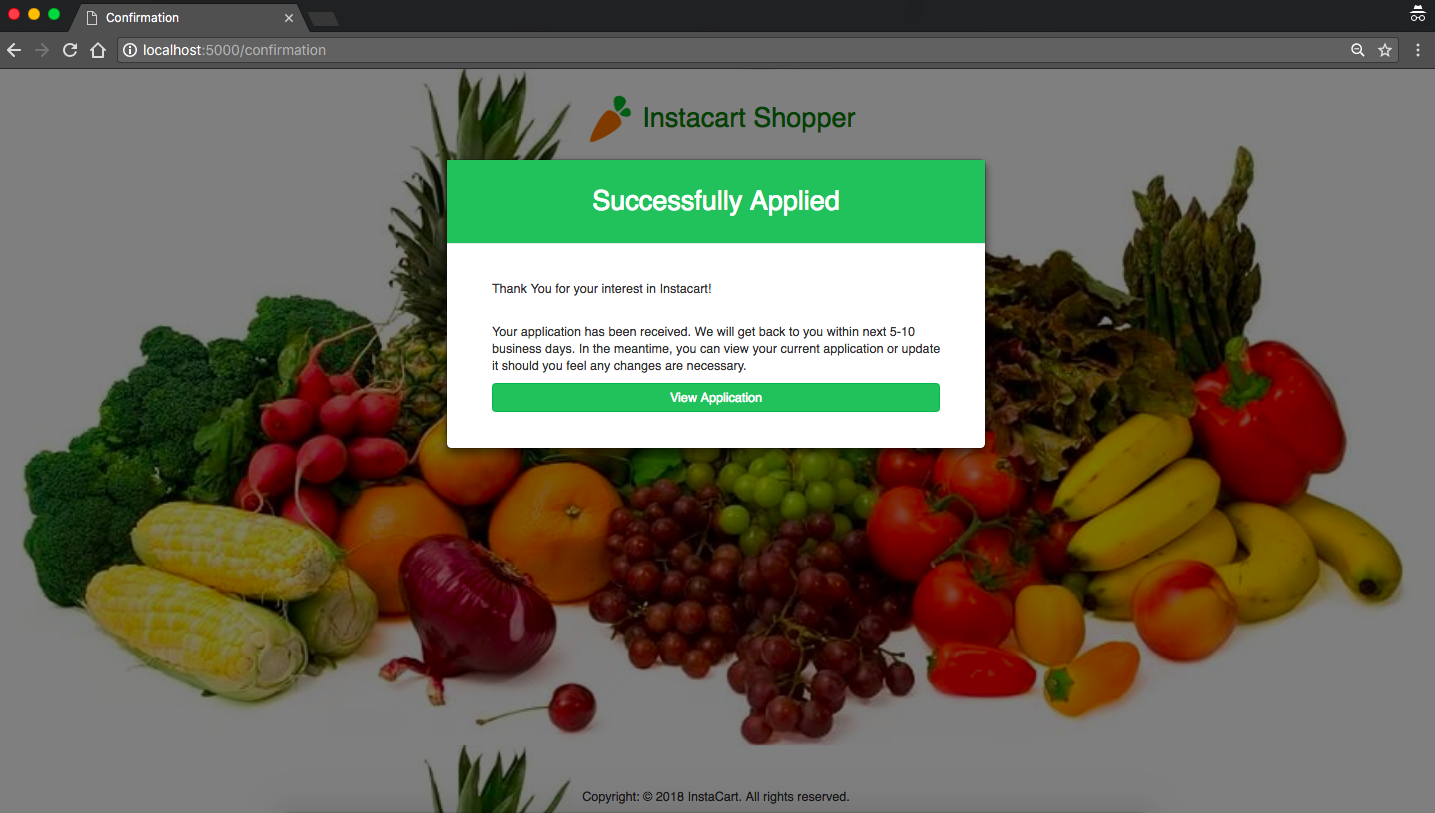 Confirmation
localhost:5000/confirmation
Instacart Shopper
Successfully Applied
Thank You for your interest in Instacart!
Your application has been received. We will get back to you within next 5-10
business days. In the meantime, you can view your current application or update
it should you feel any changes are necessary.
View Application
Copyright: © 2018 InstaCart. All rights reserved.